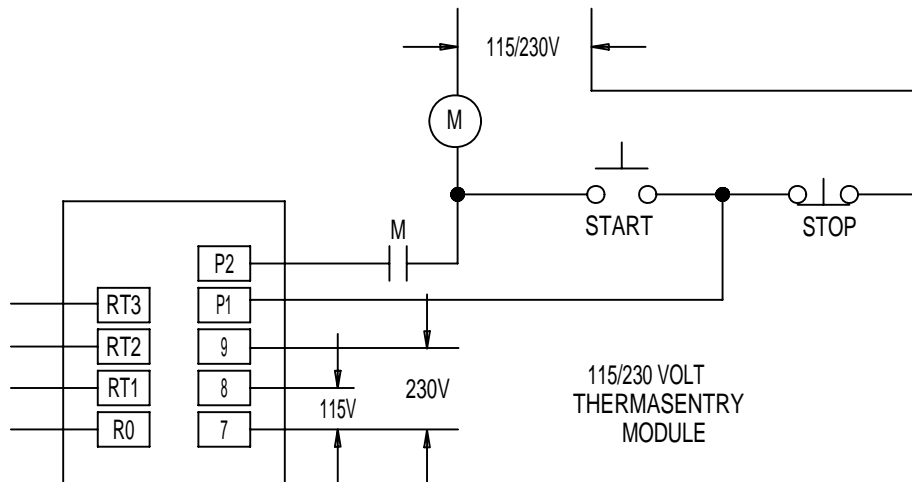 115/230V
M
START
STOP
M
P2
P1
RT3
RT2
9
RT1
8
R0
7
115V
230V
115/230 VOLT
THERMASENTRY
MODULE